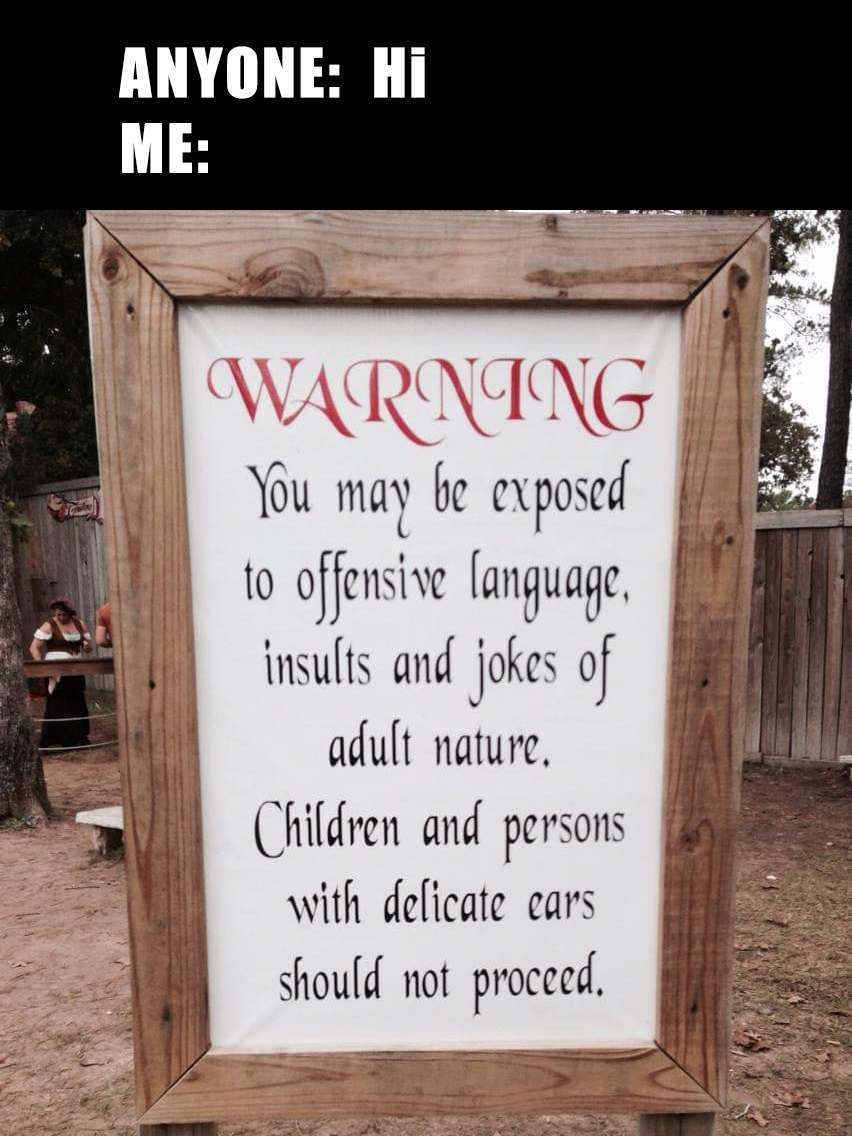 ANYONE: Hi
ME:
WARNING
You may be exposed
to offensive language,
insults and jokes of
adult nature.
Children and persons
with delicate ears
should not proceed.